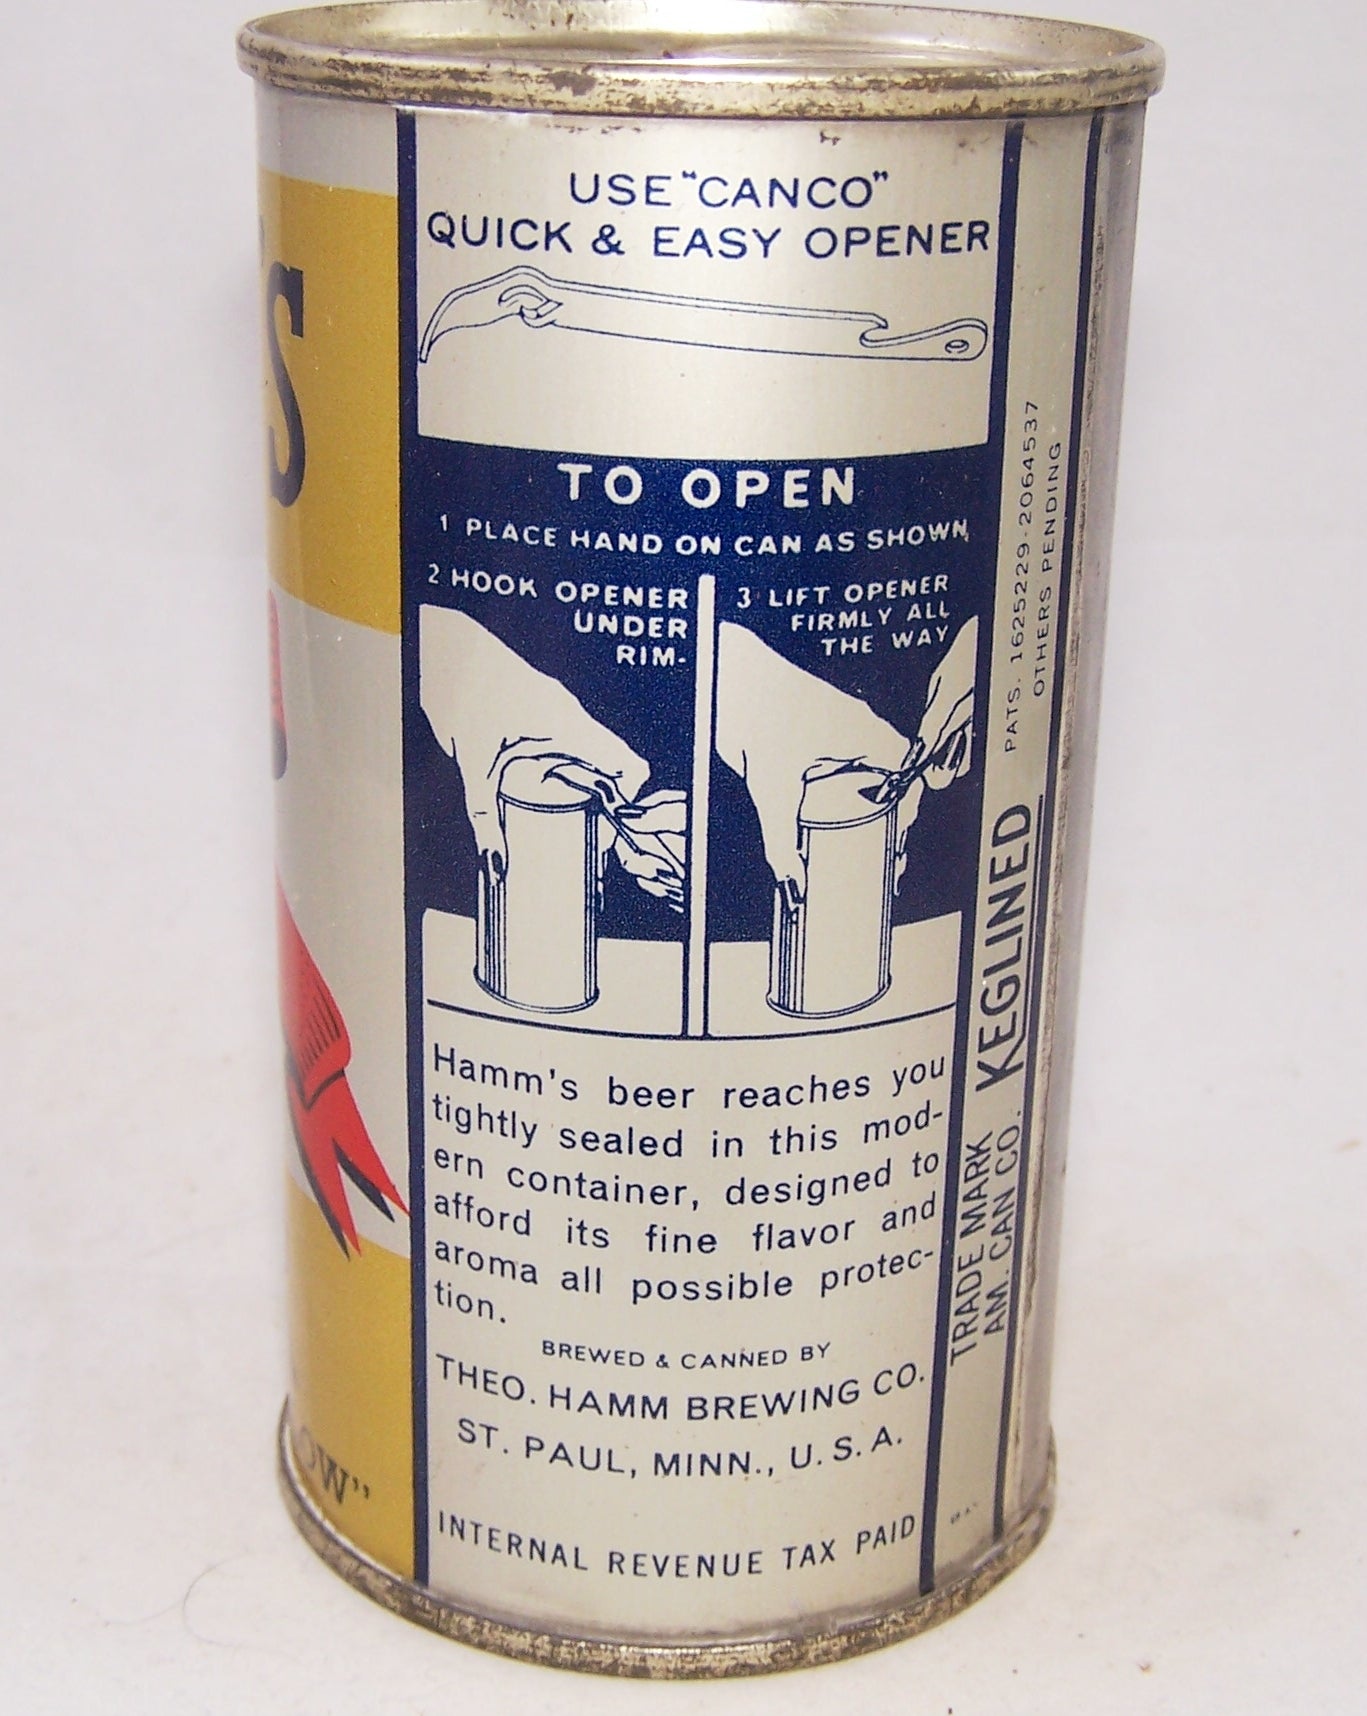 'S
OW"
USE "CANCO"
QUICK & EASY OPENER
TO OPEN
1 PLACE HAND ON CAN AS SHOWN,
2 HOOK OPENER
UNDER
RIM-
3 LIFT OPENER
FIRMLY ALL
THE WAY
Hamm's beer reaches you
tightly sealed in this mod-
ern container, designed to
afford its fine flavor and
aroma all possible protec-
tion.
BREWED & CANNED BY
THEO. HAMM BREWING CO.
ST. PAUL, MINN., U.S.A.
INTERNAL REVENUE TAX PAID
TRADE MARK KEGLINED PATS. 1625229-2064537
AM. CAN CO. OTHERS PENDING